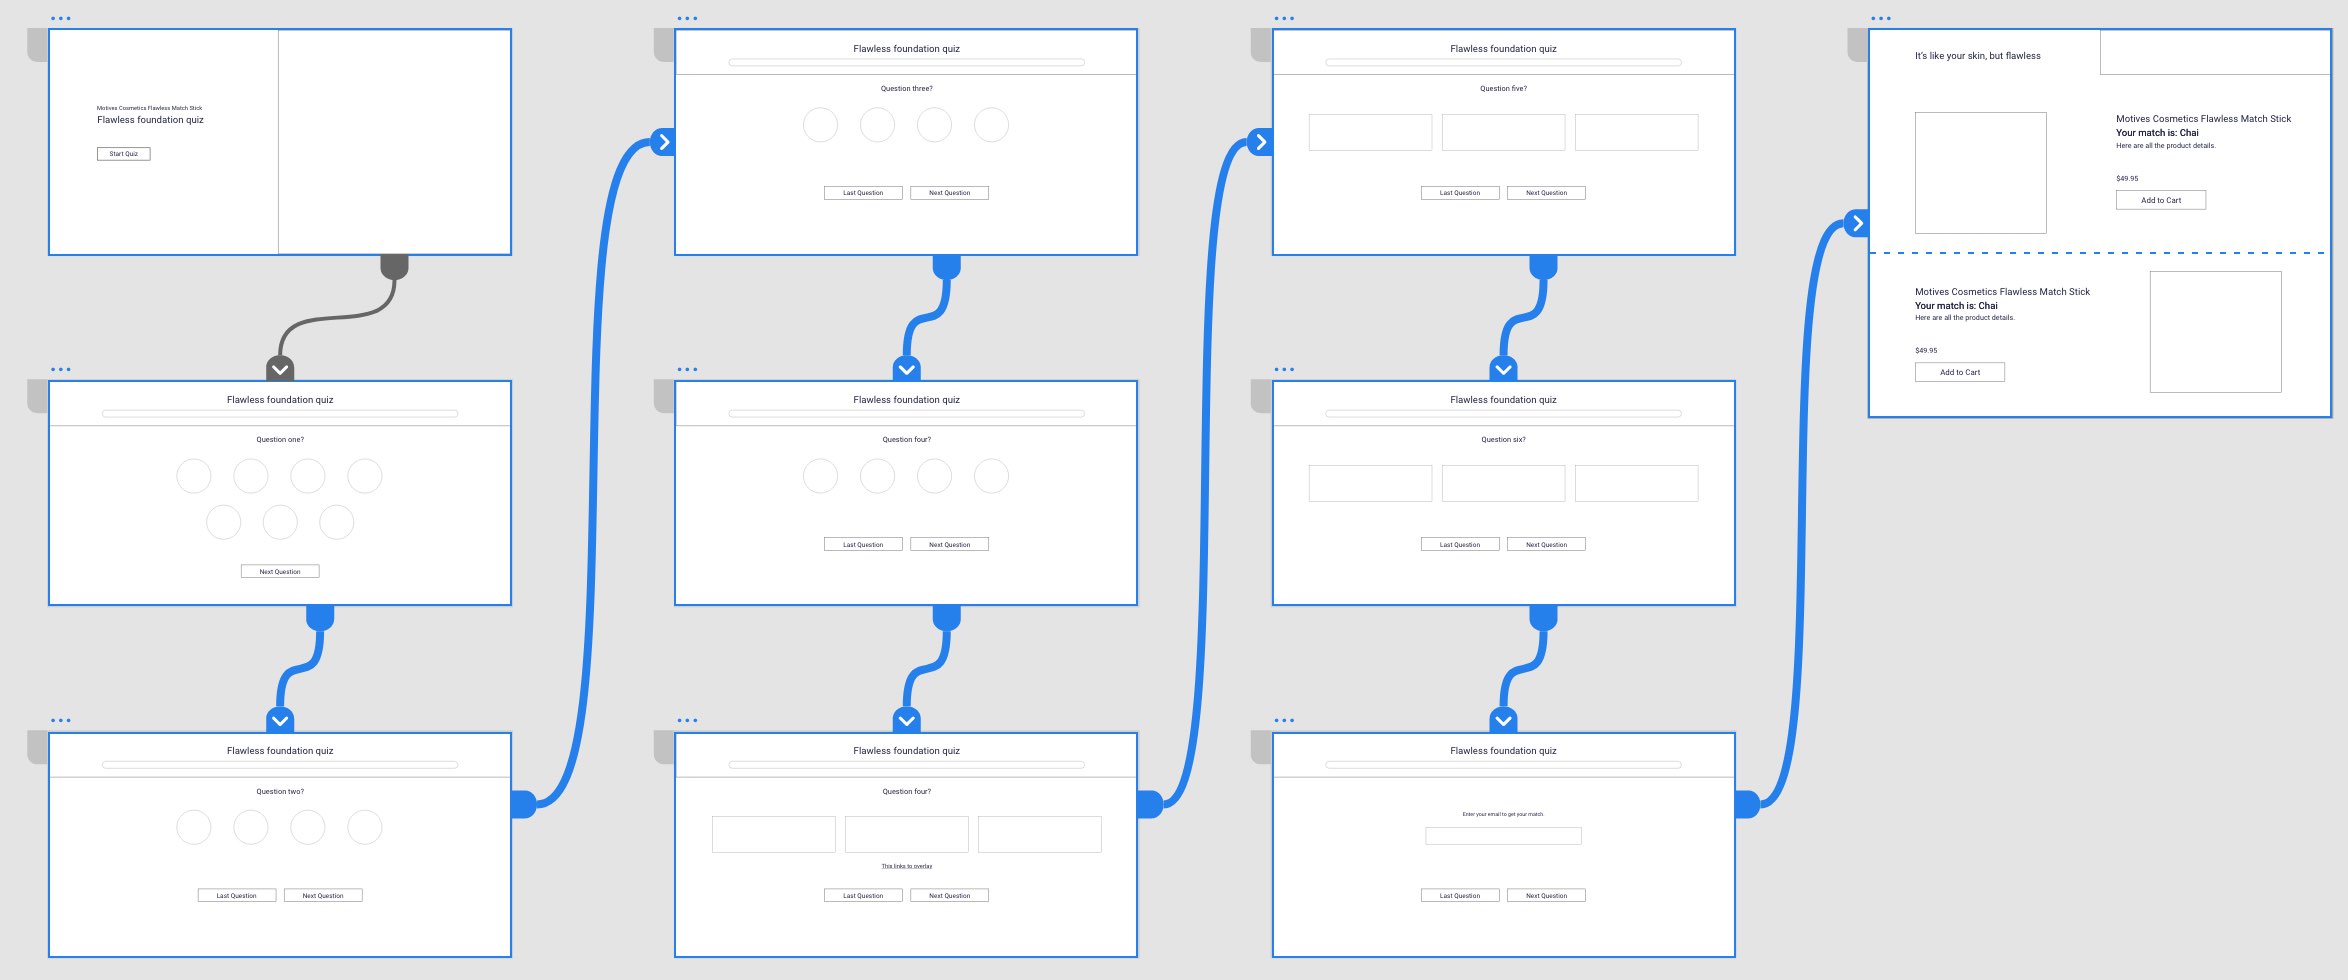 Motives Cosmetics Flawless Match Stick
Flawless foundation quiz
Start Quiz
Flawless foundation quiz
Question one?
Next Question
Flawless foundation quiz
Question two?
Last Question
Next Question
Flawless foundation quiz
Question three?
Last Question
Next Question
Flawless foundation quiz
Question four?
Last Question
Next Question
Flawless foundation quiz
Question four?
This links to overlay
Last Question
Next Question
Flawless foundation quiz
Question five?
Last Question
Next Question
Flawless foundation quiz
Question six?
Last Question
Next Question
Flawless foundation quiz
Enter your email to get your match.
Last Question
Next Question
It's like your skin, but flawless
Motives Cosmetics Flawless Match Stick
Your match is: Chai
Here are all the product details.
$49.95
Add to Cart
Motives Cosmetics Flawless Match Stick
Your match is: Chai
Here are all the product details.
$49.95
Add to Cart